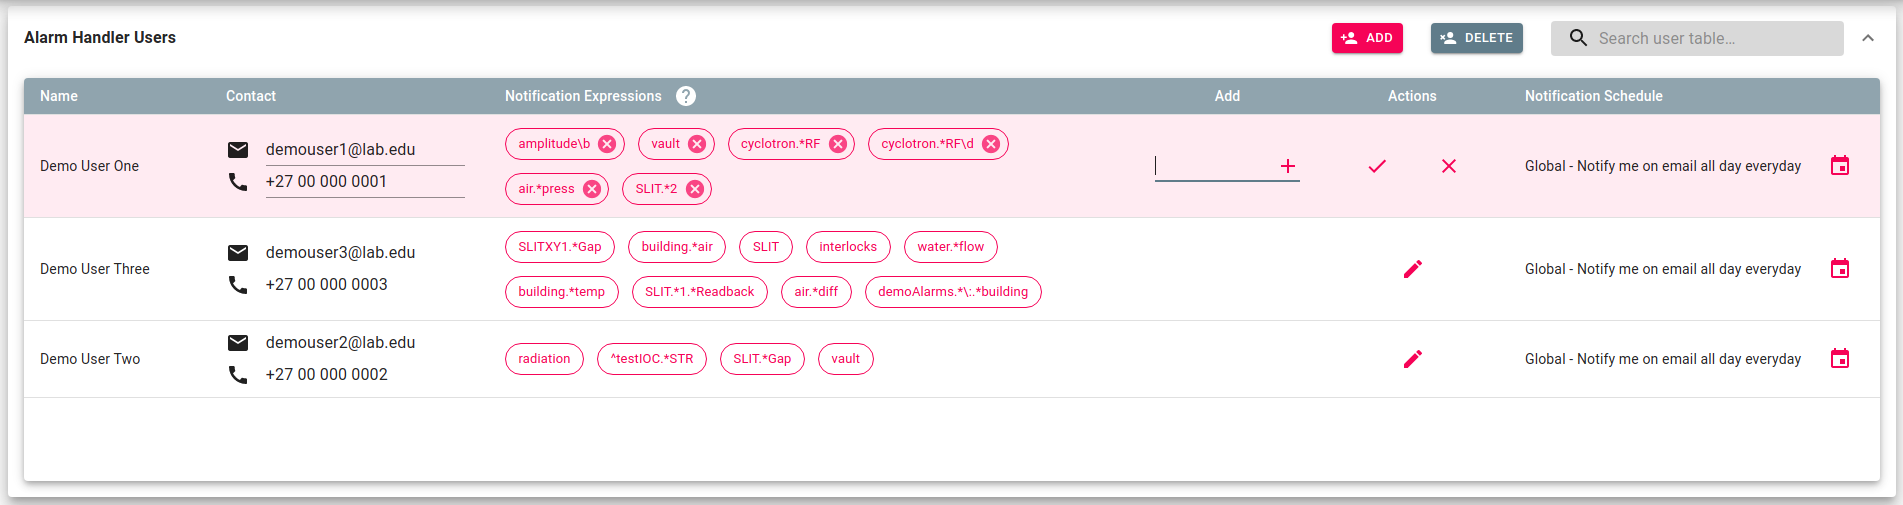 Alarm Handler Users
ADD
DELETE
Search user table...
Name Contact Notification Expressions ? Add Actions Notification Schedule
Demo User One
demouser1@lab.edu
+27 00 000 0001
amplitude\b vault cyclotron.*RF cyclotron.*RF\d
air.*press SLIT.*2
Global - Notify me on email all day everyday
Demo User Three
demouser3@lab.edu
+27 00 000 0003
SLITXY1.*Gap building.*air SLIT interlocks water.*flow
building.*temp SLIT.*1.*Readback air.*diff demoAlarms.*\:.*building
Global - Notify me on email all day everyday
Demo User Two
demouser2@lab.edu
+27 00 000 0002
radiation ^testIOC.*STR SLIT.*Gap vault
Global - Notify me on email all day everyday